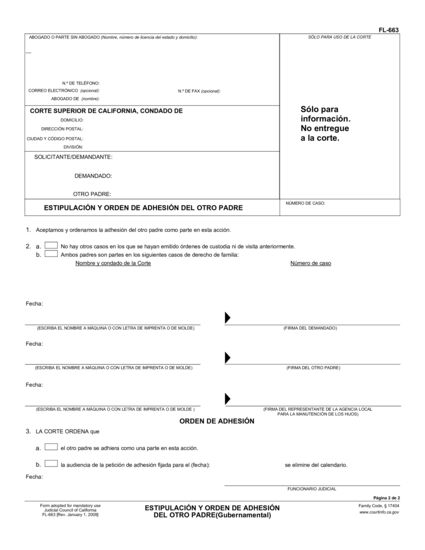 FL-663
ABOGADO O PARTE SIN ABOGADO (Nombre, número de licencia del estado y domicilio):
SÓLO PARA USO DE LA CORTE
N.º DE TELÉFONO:
CORREO ELECTRÓNICO (opcional):
N.º DE FAX (opcional):
ABOGADO DE (nombre):
CORTE SUPERIOR DE CALIFORNIA, CONDADO DE
DOMICILIO:
DIRECCIÓN POSTAL:
CIUDAD Y CÓDIGO POSTAL:
DIVISIÓN:
Sólo para
información.
No entregue
a la corte.
SOLICITANTE/DEMANDANTE:
DEMANDADO:
OTRO PADRE:
ESTIPULACIÓN Y ORDEN DE ADHESIÓN DEL OTRO PADRE
NÚMERO DE CASO:
1. Aceptamos y ordenamos la adhesión del otro padre como parte en esta acción.
2. a. No hay otros casos en los que se hayan emitido órdenes de custodia ni de visita anteriormente.
b. Ambos padres son partes en los siguientes casos de derecho de familia:
Nombre y condado de la Corte Número de caso
Fecha:
(ESCRIBA EL NOMBRE A MÁQUINA O CON LETRA DE IMPRENTA O DE MOLDE) (FIRMA DEL DEMANDADO)
Fecha:
(ESCRIBA EL NOMBRE A MÁQUINA O CON LETRA DE IMPRENTA O DE MOLDE) (FIRMA DEL OTRO PADRE)
Fecha:
(ESCRIBA EL NOMBRE A MÁQUINA O CON LETRA DE IMPRENTA O DE MOLDE ) (FIRMA DEL REPRESENTANTE DE LA AGENCIA LOCAL
PARA LA MANUTENCIÓN DE LOS HIJOS)
ORDEN DE ADHESIÓN
3. LA CORTE ORDENA que
a. el otro padre se adhiera como una parte en esta acción.
b. la audiencia de la petición de adhesión fijada para el (fecha): se elimine del calendario.
Fecha:
FUNCIONARIO JUDICIAL
Página 2 de 2
Form adopted for mandatory use
Judicial Council of California
FL-663 [Rev. January 1, 2008]
ESTIPULACIÓN Y ORDEN DE ADHESIÓN
DEL OTRO PADRE(Gubernamental)
Family Code, § 17404
www.courtinfo.ca.gov